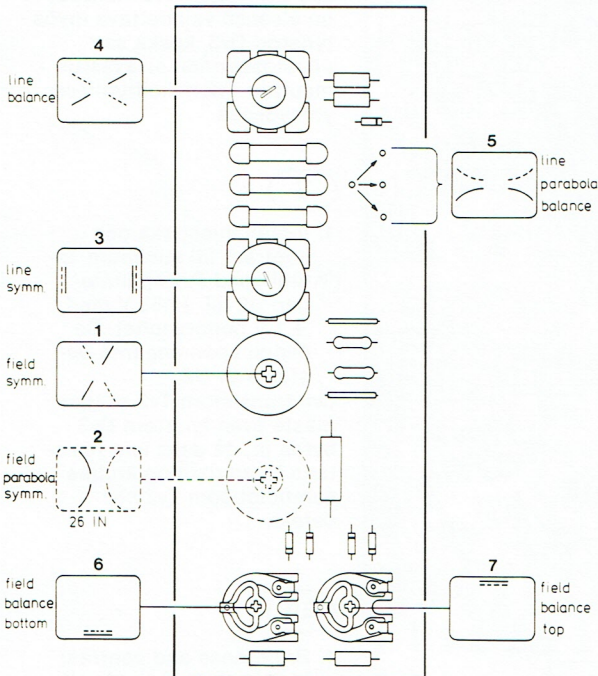 4
line
balance
5
line
parabola
balance
3
line
symm.
1
field
symm.
2
field
parabola
symm.
26 IN
6
field
balance
bottom
7
field
balance
top